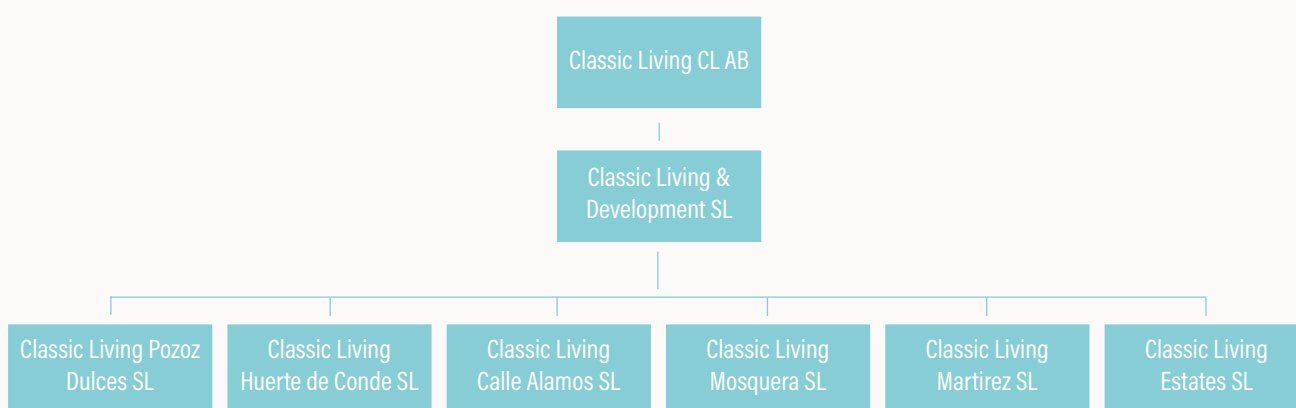 Classic Living CL AB
Classic Living &
Development SL
Classic Living Pozoz
Dulces SL
Classic Living
Huerte de Conde SL
Classic Living
Calle Alamos SL
Classic Living
Mosquera SL
Classic Living
Martirez SL
Classic Living
Estates SL